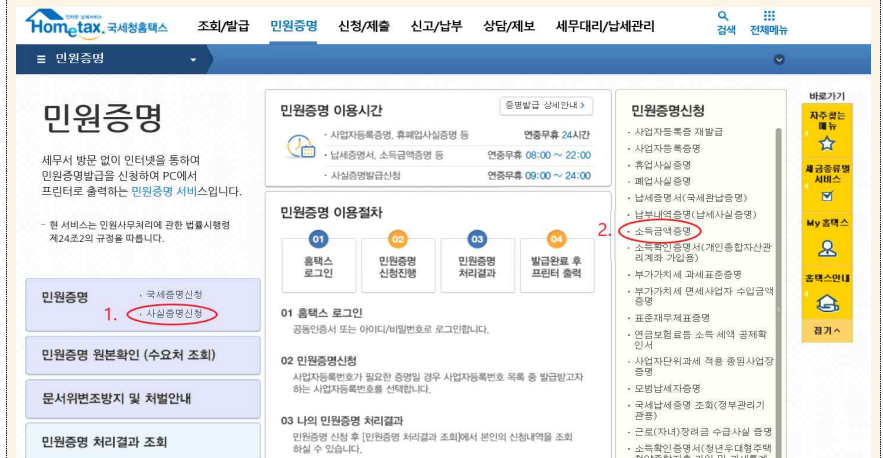 Hometax. 국세청홈택스
조회/발급 민원증명 신청/제출 신고/납부 상담/제보 세무대리/납세관리 검색 전체메뉴
민원증명
민원증명
세무서 방문 없이 인터넷을 통하여
민원증명발급을 신청하여 PC에서
프린터로 출력하는 민원증명 서비스입니다.
- 현 서비스는 민원사무처리에 관한 법률시행령
제24조2의 규정을 따릅니다.
민원증명
· 국세증명신청
1. · 사실증명신청
민원증명 원본확인 (수요처 조회)
문서위변조방지 및 처벌안내
민원증명 처리결과 조회
민원증명 이용시간
증명발급 상세안내 >
· 사업자등록증명, 휴폐업사실증명 등 연중무휴 24시간
· 납세증명서, 소득금액증명 등 연중무휴 08:00 ~ 22:00
· 사실증명발급신청 연중무휴 09:00 ~ 24:00
민원증명 이용절차
01 02 03 04
홈택스 민원증명 민원증명 발급완료 후
로그인 신청진행 처리결과 프린터 출력
01 홈택스 로그인
공동인증서 또는 아이디/비밀번호로 로그인합니다.
02 민원증명신청
사업자등록번호가 필요한 증명일 경우 사업자등록번호 목록 중 발급받고자
하는 사업자등록번호를 선택합니다.
03 나의 민원증명 처리결과
민원증명 신청 후 [민원증명 처리결과 조회]에서 본인의 신청내역을 조회
하실 수 있습니다.
민원증명신청
· 사업자등록증 재발급
· 사업자등록증명
· 휴업사실증명
· 폐업사실증명
· 납세증명서(국세완납증명)
· 납부내역증명(납세사실증명)
2. · 소득금액증명
· 소득확인증명서(개인종합자산관
리계좌 가입용)
· 부가가치세 과세표준증명
· 부가가치세 면세사업자 수입금액
증명
· 표준재무제표증명
· 연금보험료등 소득·세액 공제확
인서
· 사업자단위과세 적용 종된사업장
증명
· 모범납세자증명
· 국세납세증명 조회(정부관리기
관용)
· 근로(자녀)장려금 수급사실 증명
· 소득확인증명서(청년우대형주택
바로가기
자주찾는
메뉴
세금종류별
서비스
My홈택스
홈택스안내
접기